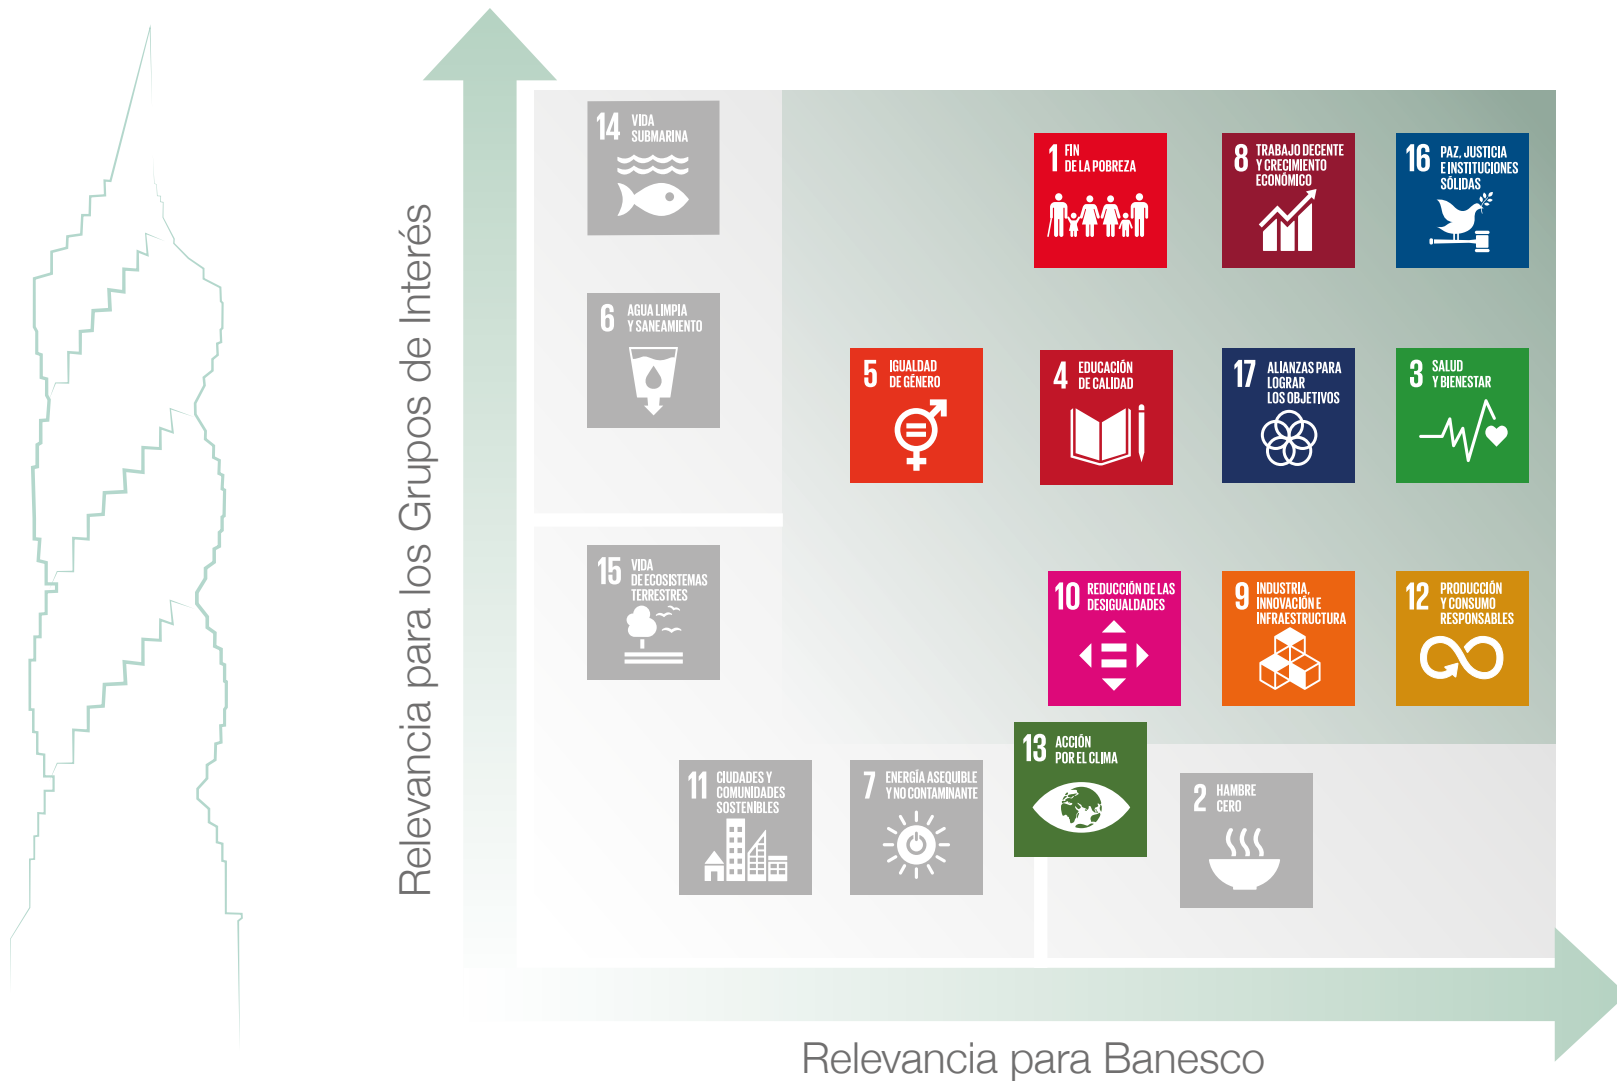 Relevancia para los Grupos de Interés
14 VIDA
SUBMARINA
1 FIN
DE LA POBREZA
8 TRABAJO DECENTE
Y CRECIMIENTO
ECONÓMICO
16 PAZ, JUSTICIA
E INSTITUCIONES
SÓLIDAS
6 AGUA LIMPIA
Y SANEAMIENTO
5 IGUALDAD
DE GÉNERO
4 EDUCACIÓN
DE CALIDAD
17 ALIANZAS PARA
LOGRAR
LOS OBJETIVOS
3 SALUD
Y BIENESTAR
15 VIDA
DE ECOSISTEMAS
TERRESTRES
10 REDUCCIÓN DE LAS
DESIGUALDADES
9 INDUSTRIA,
INNOVACIÓN E
INFRAESTRUCTURA
12 PRODUCCIÓN
Y CONSUMO
RESPONSABLES
11 CIUDADES Y
COMUNIDADES
SOSTENIBLES
7 ENERGÍA ASEQUIBLE
Y NO CONTAMINANTE
13 ACCIÓN
POR EL CLIMA
2 HAMBRE
CERO
Relevancia para Banesco